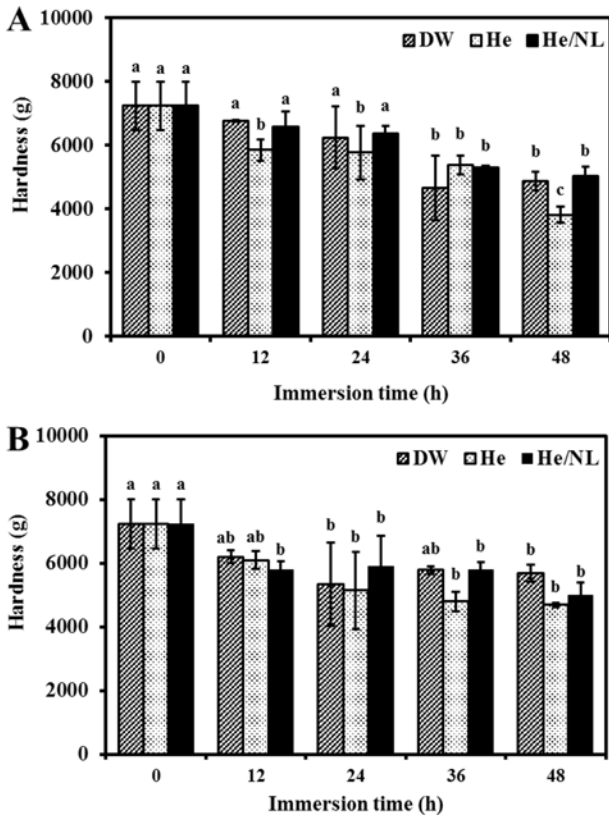 A
10000
DW He He/NL
a a a
8000
a a
a b a
b
6000
b b
b
b b
c
4000
2000
0
Hardness (g)
0 12 24 36 48
Immersion time (h)
B
10000
DW He He/NL
a a a
8000
b b b
ab ab b
ab b
b
b
6000
b b
4000
2000
0
Hardness (g)
0 12 24 36 48
Immersion time (h)